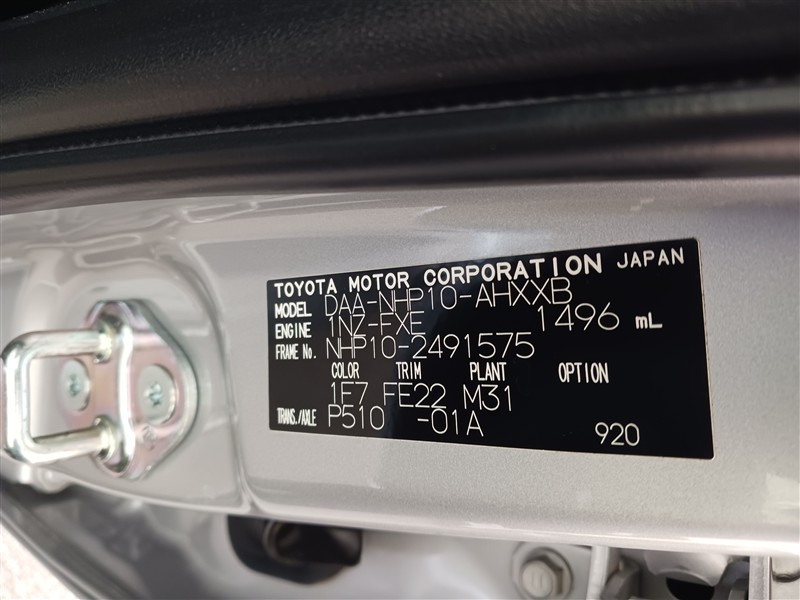 TOYOTA MOTOR CORPORATION JAPAN
MODEL DAA-NHP10-AHXXB
ENGINE 1NZ-FXE 1496 mL
FRAME No. NHP10-2491575
COLOR TRIM PLANT OPTION
1F7 FE22 M31
TRANS./AXLE P510 -01A 920